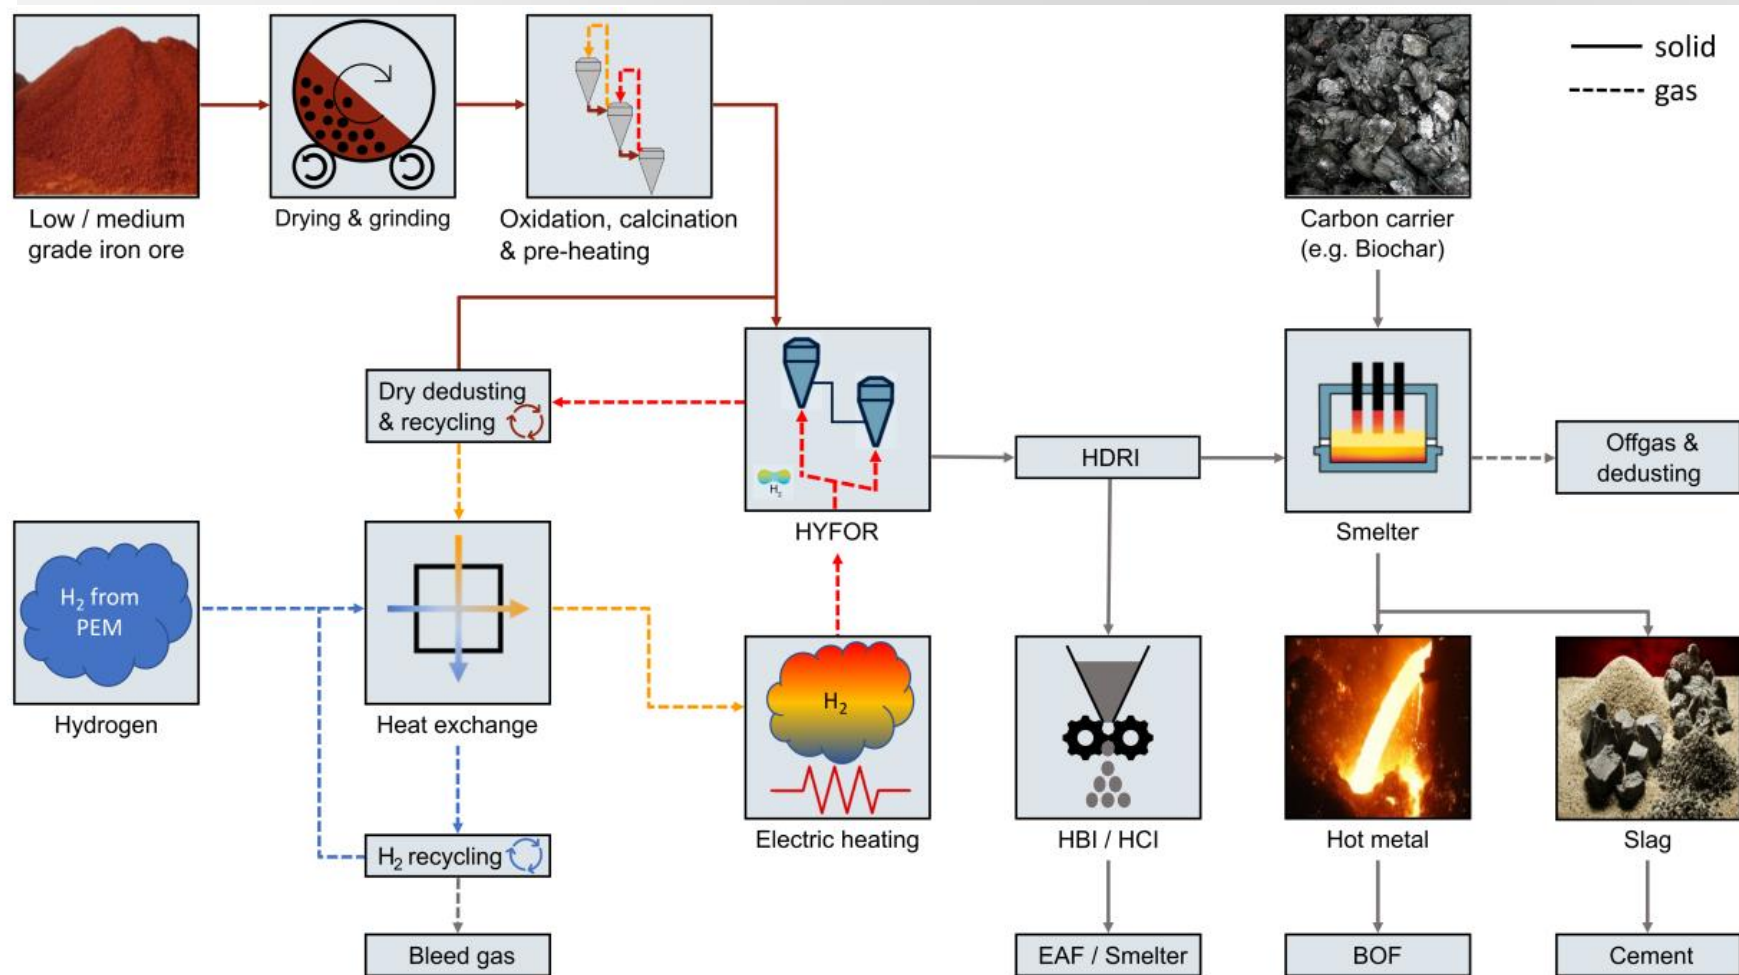 solid
gas
Low / medium
grade iron ore
Drying & grinding
Oxidation, calcination
& pre-heating
Carbon carrier
(e.g. Biochar)
Dry dedusting
& recycling
H₂
HYFOR
HDRI
Smelter
Offgas &
dedusting
H₂ from
PEM
Hydrogen
Heat exchange
H₂
Electric heating
HBI / HCI
Hot metal
Slag
H₂ recycling
Bleed gas
EAF / Smelter
BOF
Cement